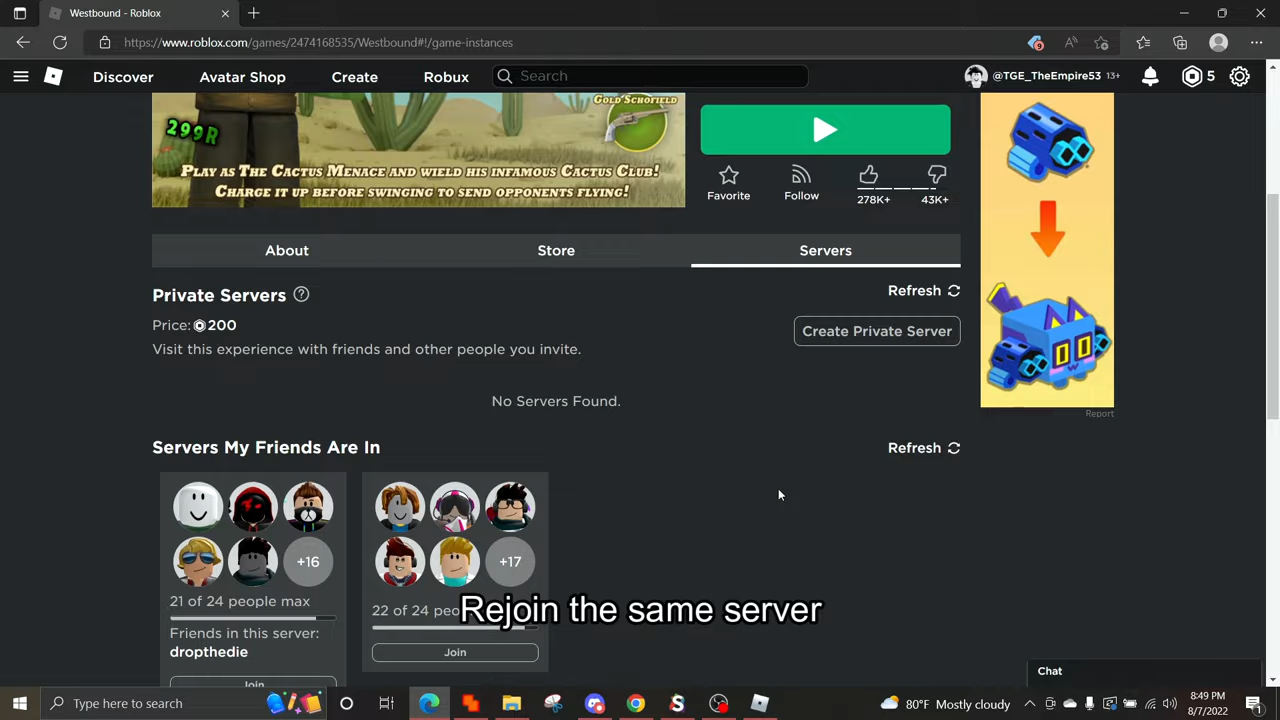 Westbound - Roblox
https://www.roblox.com/games/2474168535/Westbound#!/game-instances
9
Discover
Avatar Shop
Create
Robux
Search
@TGE_TheEmpire53 13+
5
GOLD SCHOFIELD
299R
PLAY AS THE CACTUS MENACE AND WIELD HIS INFAMOUS CACTUS CLUB!
CHARGE IT UP BEFORE SWINGING TO SEND OPPONENTS FLYING!
Favorite
Follow
278K+
43K+
About
Store
Servers
Private Servers
Refresh
Price: 200
Create Private Server
Visit this experience with friends and other people you invite.
No Servers Found.
Report
Servers My Friends Are In
Refresh
+16
+17
21 of 24 people max
22 of 24
Rejoin the same server
Friends in this server:
dropthedie
Join
Join
Chat
Type here to search
80°F Mostly cloudy
8:49 PM
8/7/2022
1